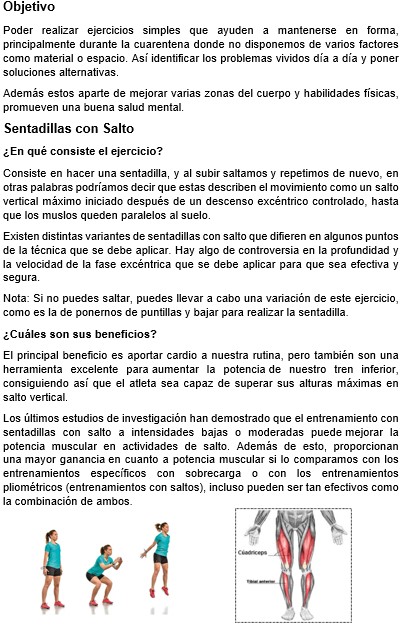 Objetivo
Poder realizar ejercicios simples que ayuden a mantenerse en forma,
principalmente durante la cuarentena donde no disponemos de varios factores
como material o espacio. Así identificar los problemas vividos día a día y poner
soluciones alternativas.
Además estos aparte de mejorar varias zonas del cuerpo y habilidades físicas,
promueven una buena salud mental.
Sentadillas con Salto
¿En qué consiste el ejercicio?
Consiste en hacer una sentadilla, y al subir saltamos y repetimos de nuevo, en
otras palabras podríamos decir que estas describen el movimiento como un salto
vertical máximo iniciado después de un descenso excéntrico controlado, hasta
que los muslos queden paralelos al suelo.
Existen distintas variantes de sentadillas con salto que difieren en algunos puntos
de la técnica que se debe aplicar. Hay algo de controversia en la profundidad y
la velocidad de la fase excéntrica que se debe aplicar para que sea efectiva y
segura.
Nota: Si no puedes saltar, puedes llevar a cabo una variación de este ejercicio,
como es la de ponernos de puntillas y bajar para realizar la sentadilla.
¿Cuáles son sus beneficios?
El principal beneficio es aportar cardio a nuestra rutina, pero también son una
herramienta excelente para aumentar la potencia de nuestro tren inferior,
consiguiendo así que el atleta sea capaz de superar sus alturas máximas en
salto vertical.
Los últimos estudios de investigación han demostrado que el entrenamiento con
sentadillas con salto a intensidades bajas o moderadas puede mejorar la
potencia muscular en actividades de salto. Además de esto, proporcionan
una mayor ganancia en cuanto a potencia muscular si lo comparamos con los
entrenamientos específicos con sobrecarga o con los entrenamientos
pliométricos (entrenamientos con saltos), incluso pueden ser tan efectivos como
la combinación de ambos.
Cuádriceps
Tibial anterior